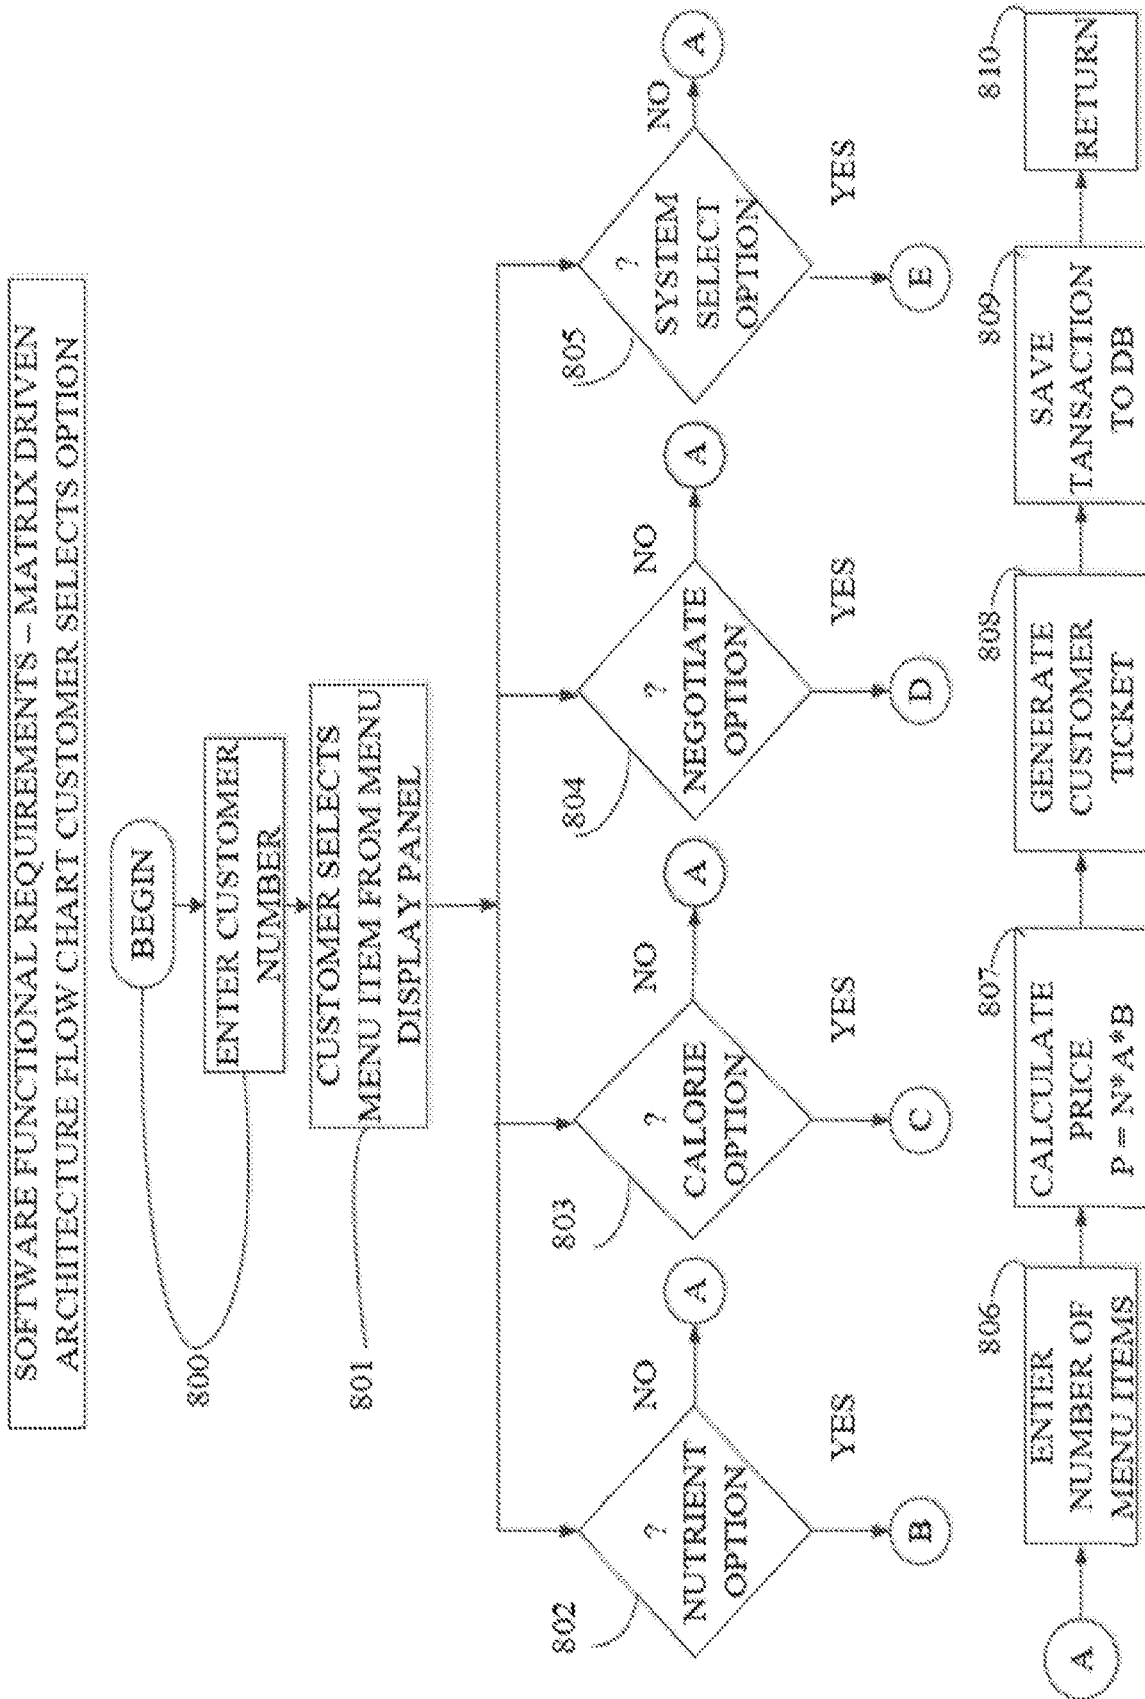 SOFTWARE FUNCTIONAL REQUIREMENTS – MATRIX DRIVEN
ARCHITECTURE FLOW CHART CUSTOMER SELECTS OPTION
BEGIN
800
ENTER CUSTOMER
NUMBER
801
CUSTOMER SELECTS
MENU ITEM FROM MENU
DISPLAY PANEL
802
?
NUTRIENT
OPTION
NO
A
YES
B
803
?
CALORIE
OPTION
NO
A
YES
C
804
?
NEGOTIATE
OPTION
NO
A
YES
D
805
?
SYSTEM
SELECT
OPTION
NO
A
YES
E
A
806
ENTER
NUMBER OF
MENU ITEMS
807
CALCULATE
PRICE
P = N*A*B
808
GENERATE
CUSTOMER
TICKET
809
SAVE
TANSACTION
TO DB
810
RETURN